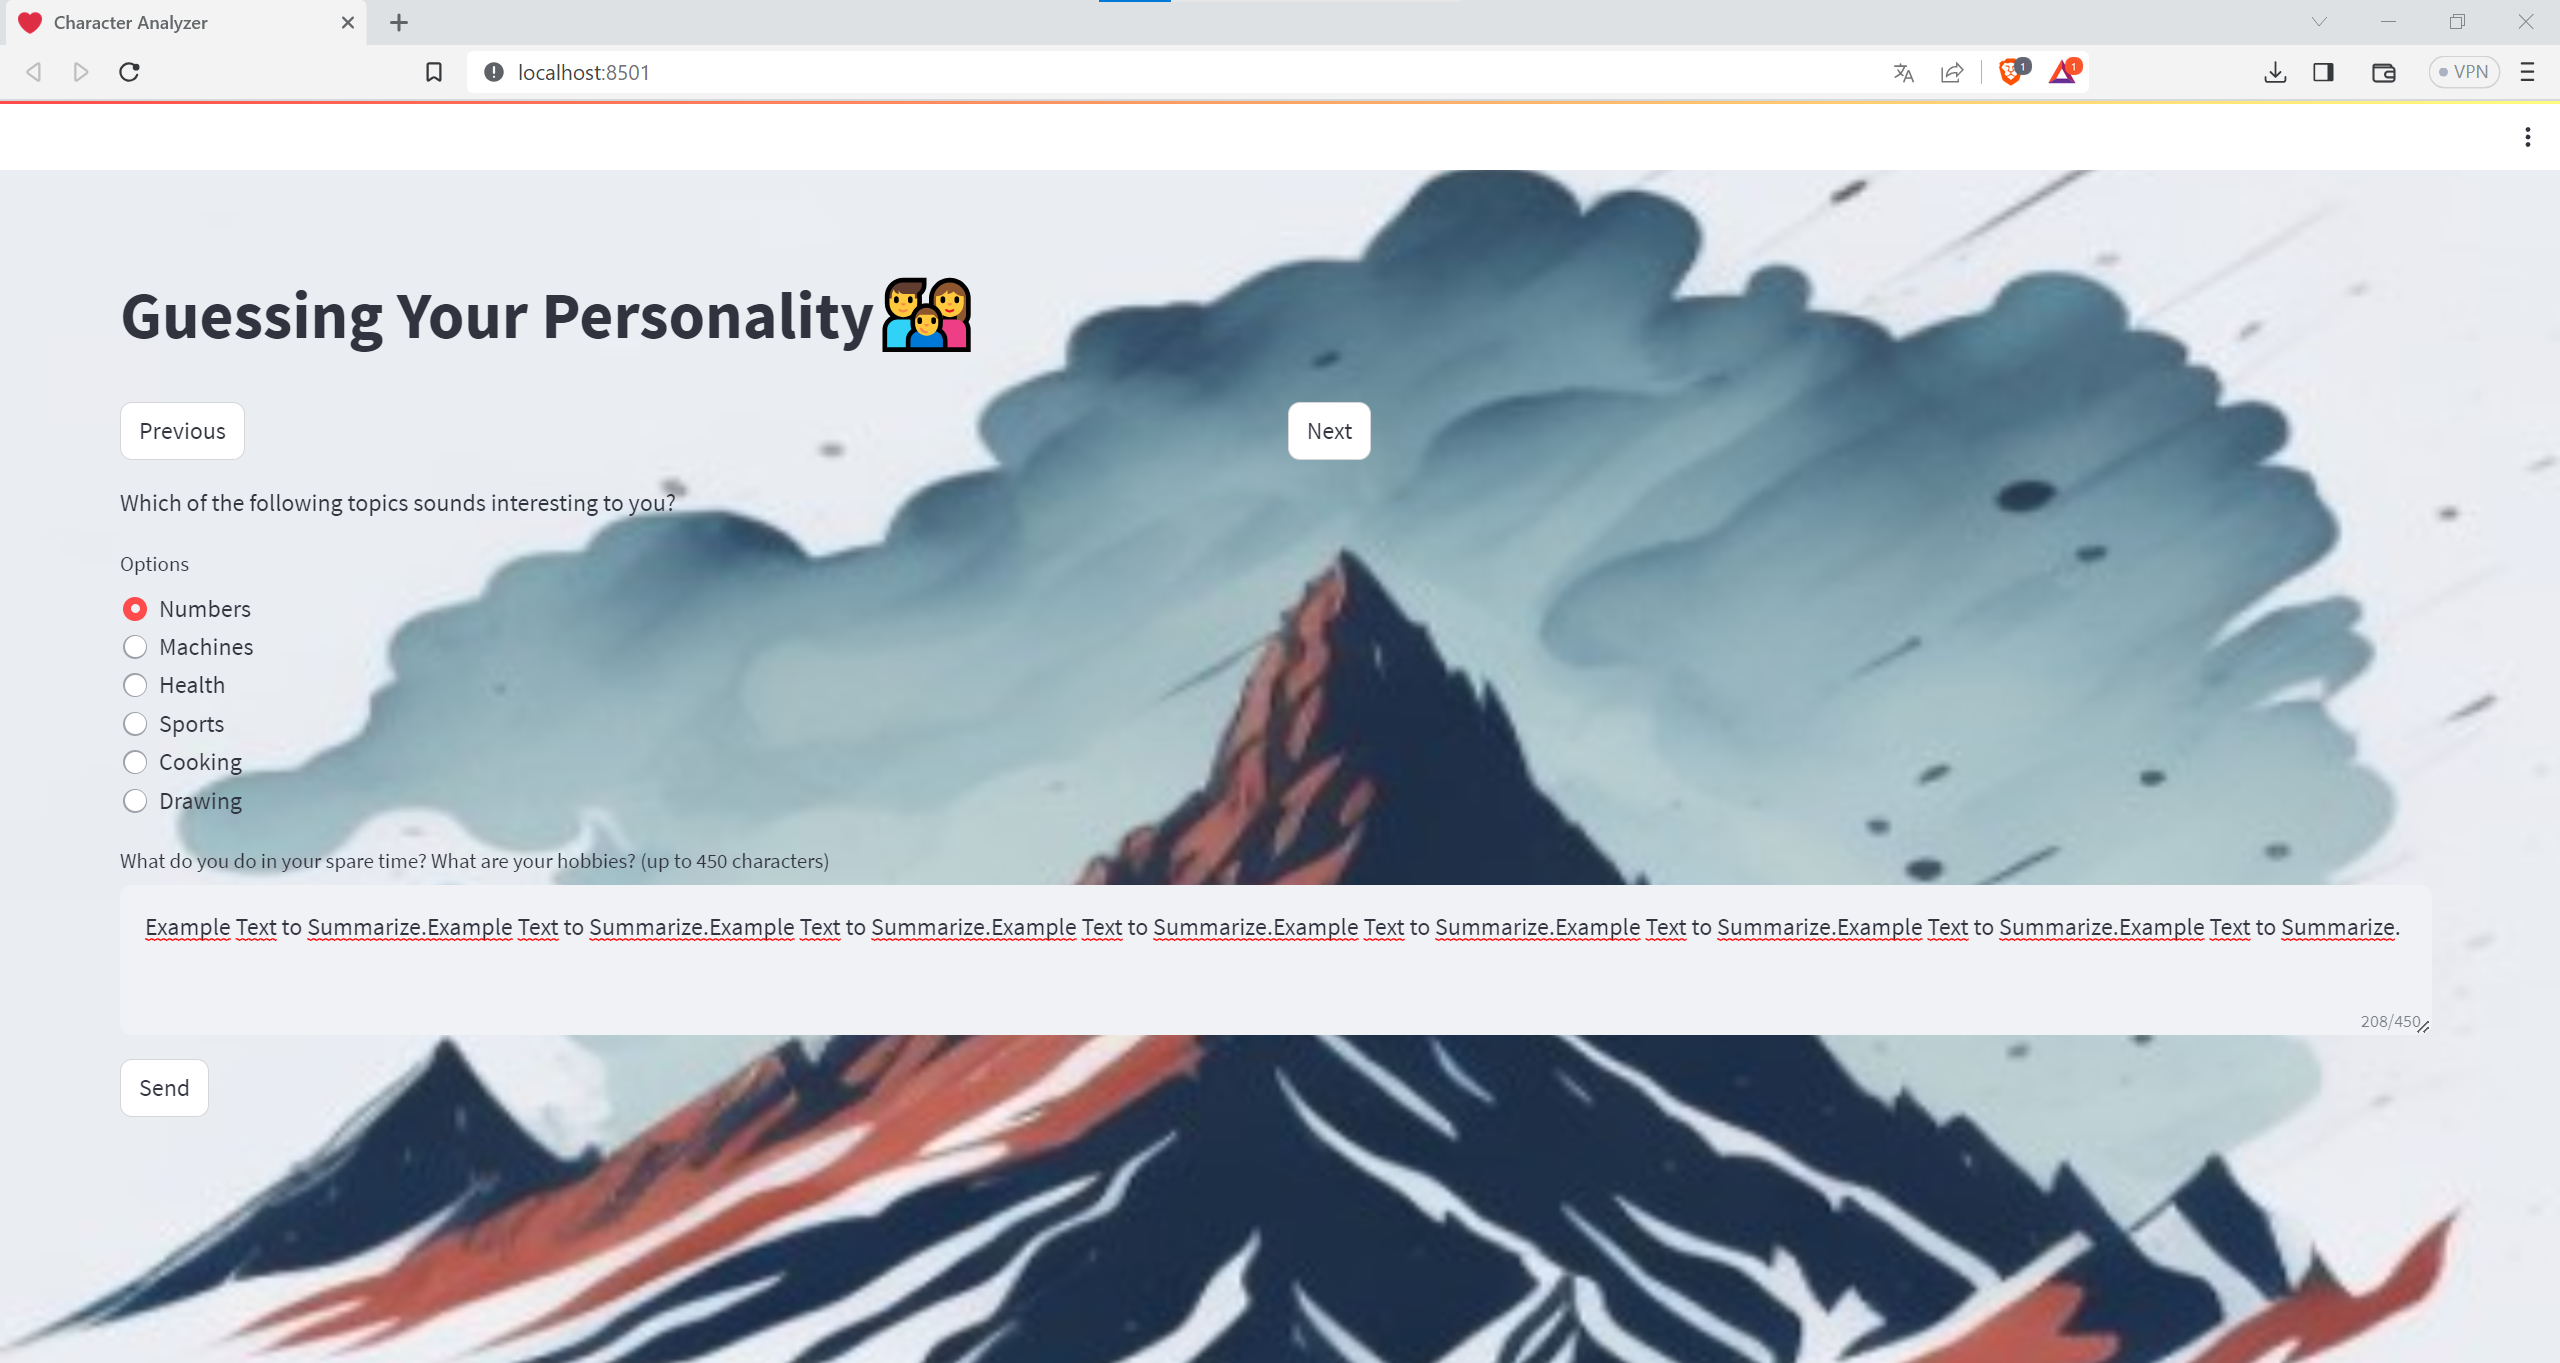 Character Analyzer
localhost:8501
1
1
VPN
Guessing Your Personality
Previous
Next
Which of the following topics sounds interesting to you?
Options
Numbers
Machines
Health
Sports
Cooking
Drawing
What do you do in your spare time? What are your hobbies? (up to 450 characters)
Example Text to Summarize.Example Text to Summarize.Example Text to Summarize.Example Text to Summarize.Example Text to Summarize.Example Text to Summarize.Example Text to Summarize.Example Text to Summarize.
208/450
Send